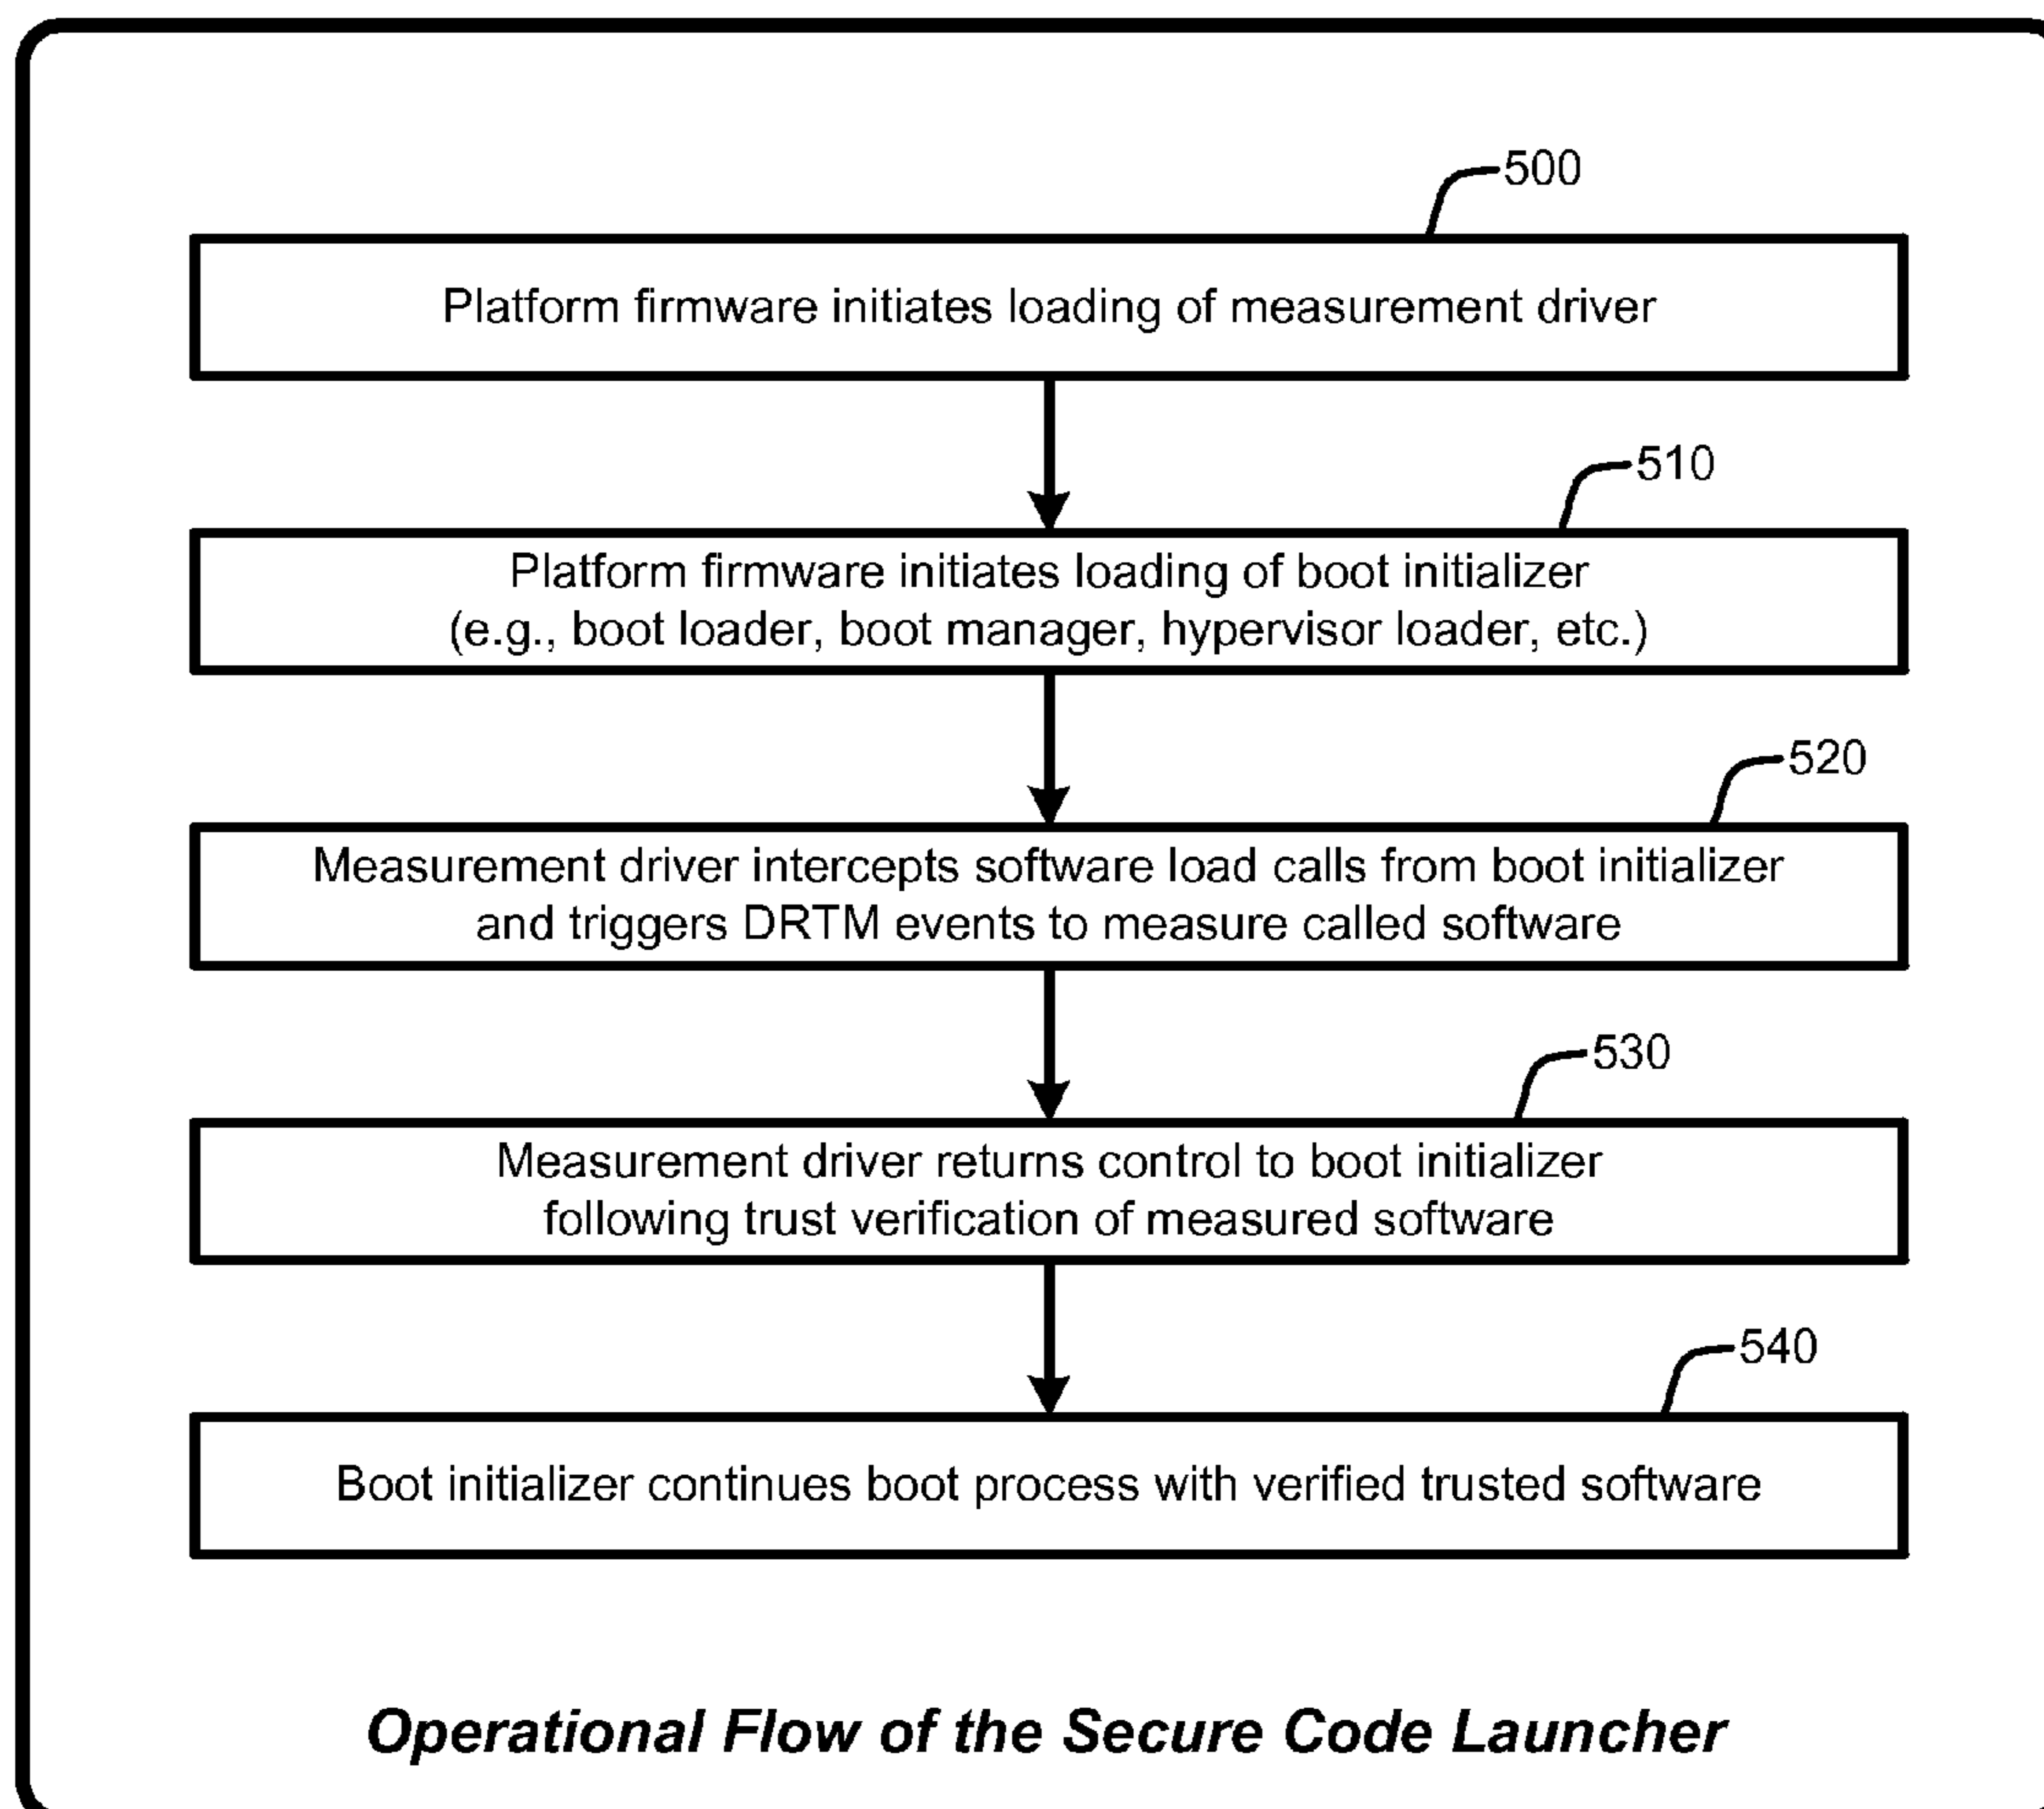 500
Platform firmware initiates loading of measurement driver
510
Platform firmware initiates loading of boot initializer
(e.g., boot loader, boot manager, hypervisor loader, etc.)
520
Measurement driver intercepts software load calls from boot initializer
and triggers DRTM events to measure called software
530
Measurement driver returns control to boot initializer
following trust verification of measured software
540
Boot initializer continues boot process with verified trusted software
Operational Flow of the Secure Code Launcher